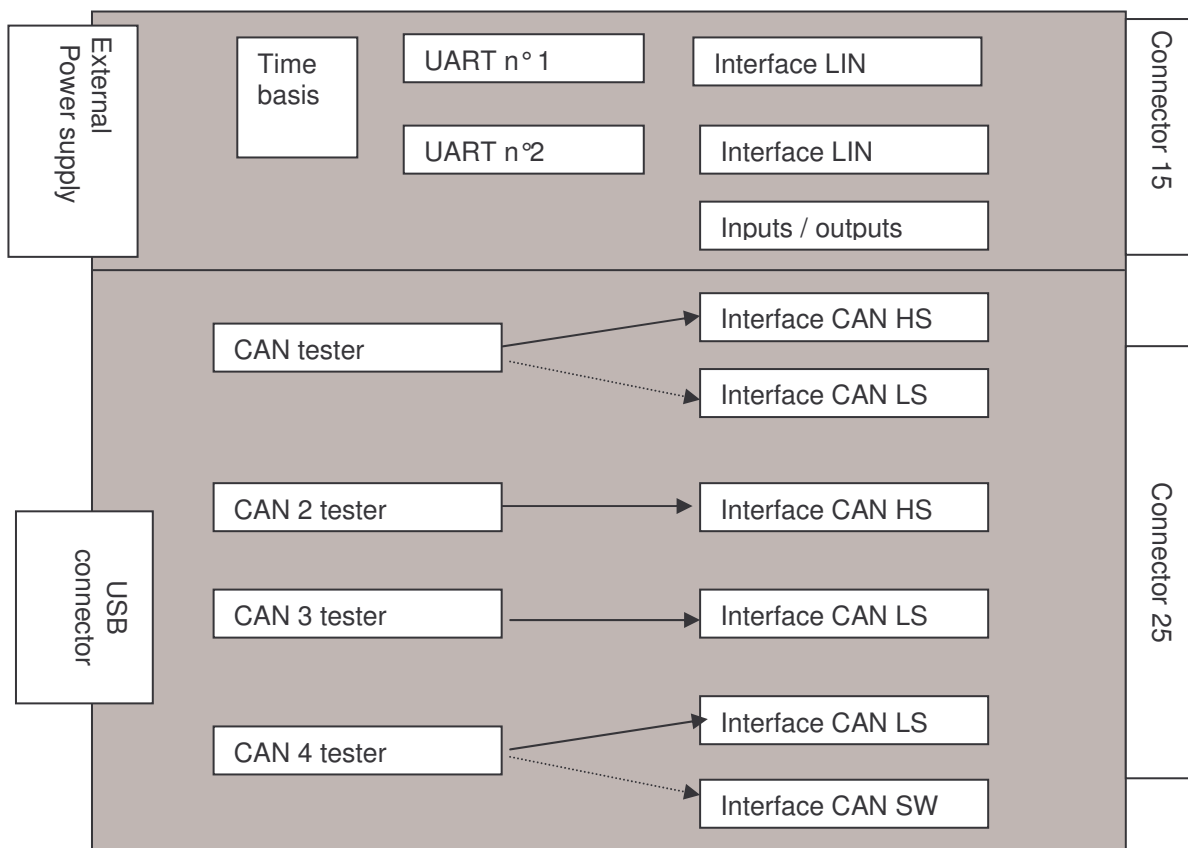 External
Power supply
Time
basis
UART n° 1
Interface LIN
Connector 15
UART n°2
Interface LIN
Inputs / outputs
CAN tester
Interface CAN HS
Interface CAN LS
CAN 2 tester
Interface CAN HS
Connector 25
USB
connector
CAN 3 tester
Interface CAN LS
CAN 4 tester
Interface CAN LS
Interface CAN SW